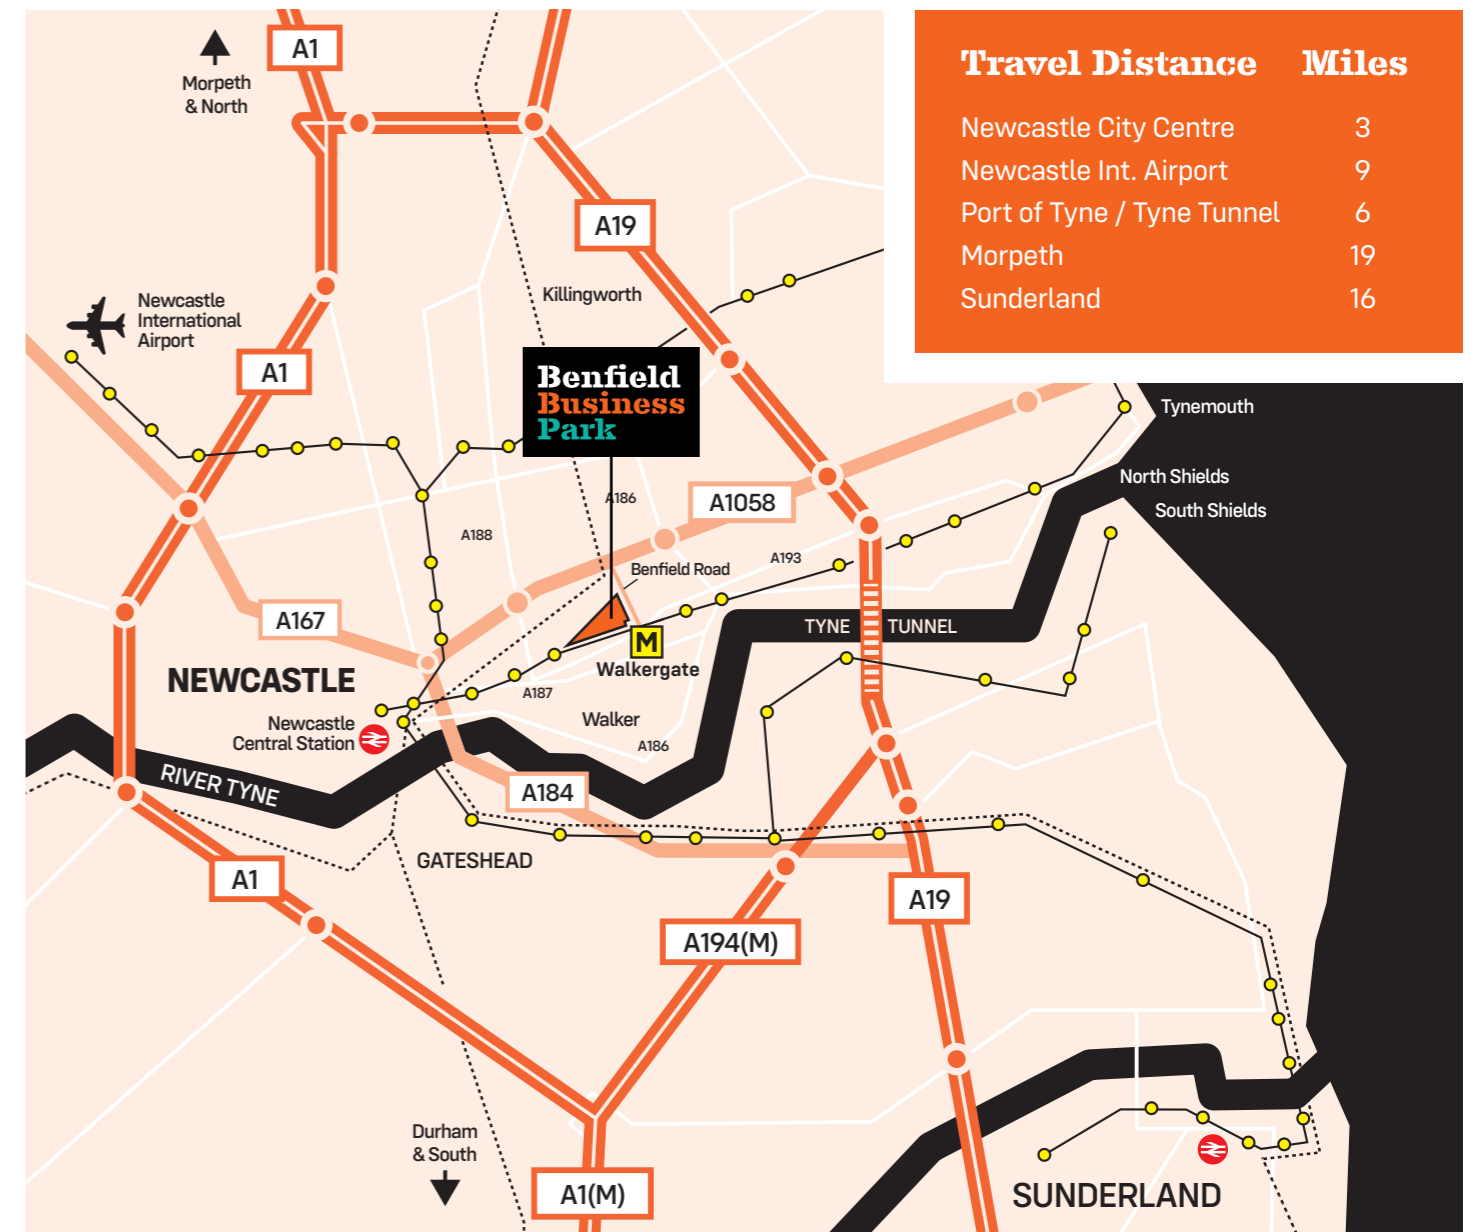 A1
Morpeth
& North
Travel Distance Miles
Newcastle City Centre 3
Newcastle Int. Airport 9
Port of Tyne / Tyne Tunnel 6
Morpeth 19
Sunderland 16
A19
Killingworth
Newcastle
International
Airport
A1
Benfield
Business
Park
Tynemouth
North Shields
South Shields
A186
A1058
A188
A193
Benfield Road
A167
TYNE TUNNEL
M
Walkergate
NEWCASTLE
A187
Newcastle
Central Station
Walker
A186
RIVER TYNE
A184
GATESHEAD
A1
A19
A194(M)
Durham
& South
A1(M)
SUNDERLAND